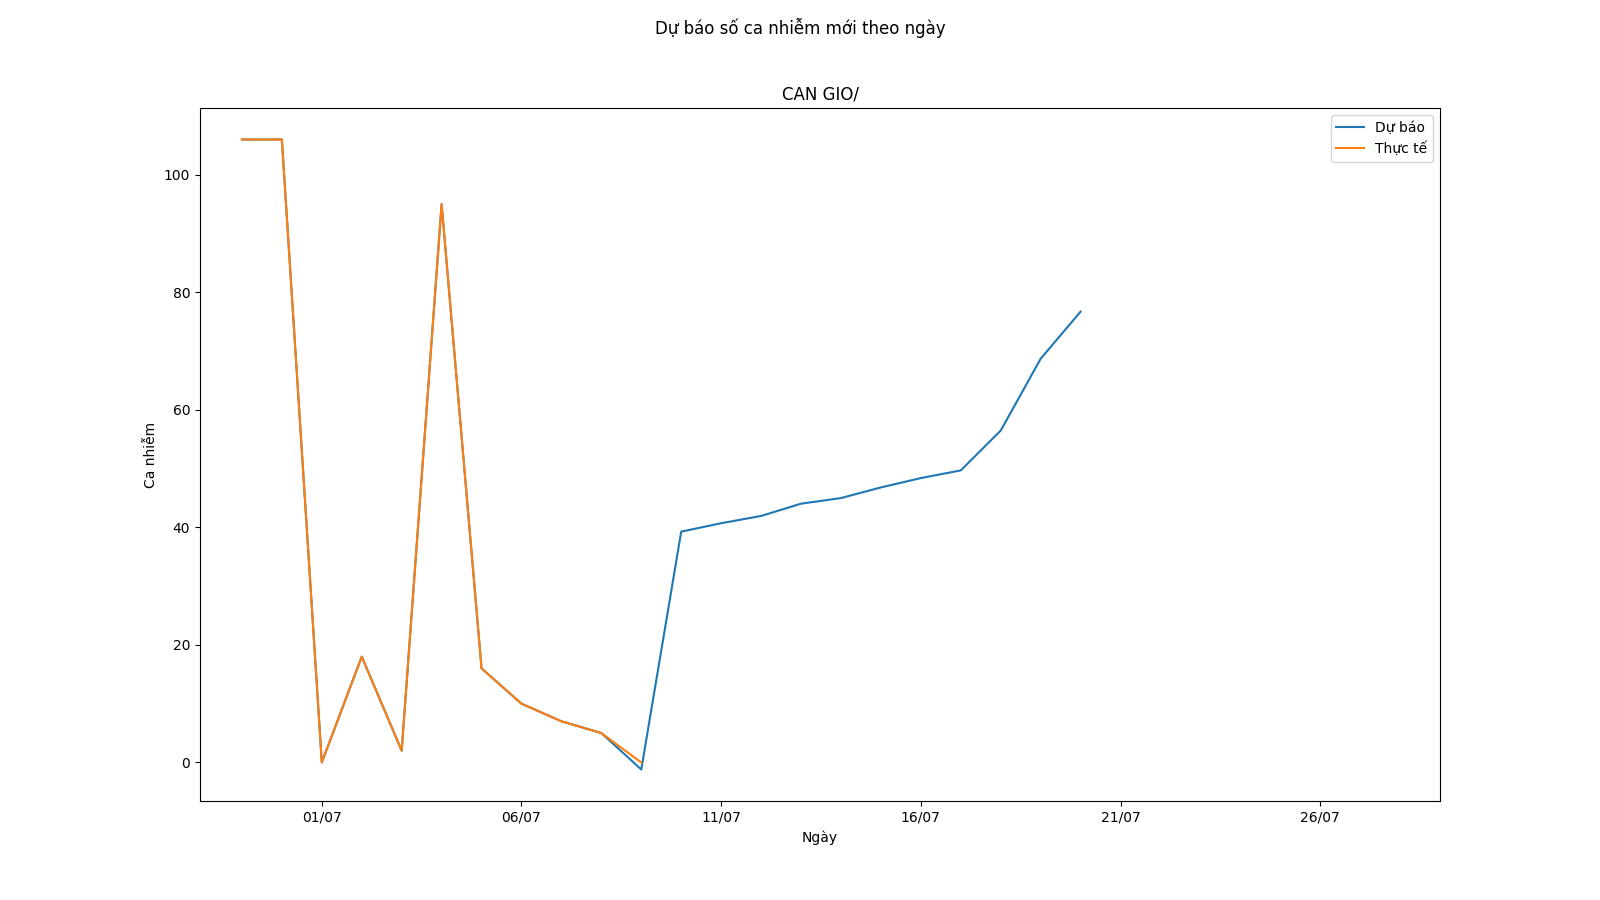 Dự báo số ca nhiễm mới theo ngày
CAN GIO/
Dự báo
Thực tế
100
80
60
40
20
0
Ca nhiễm
01/07
06/07
11/07
16/07
21/07
26/07
Ngày